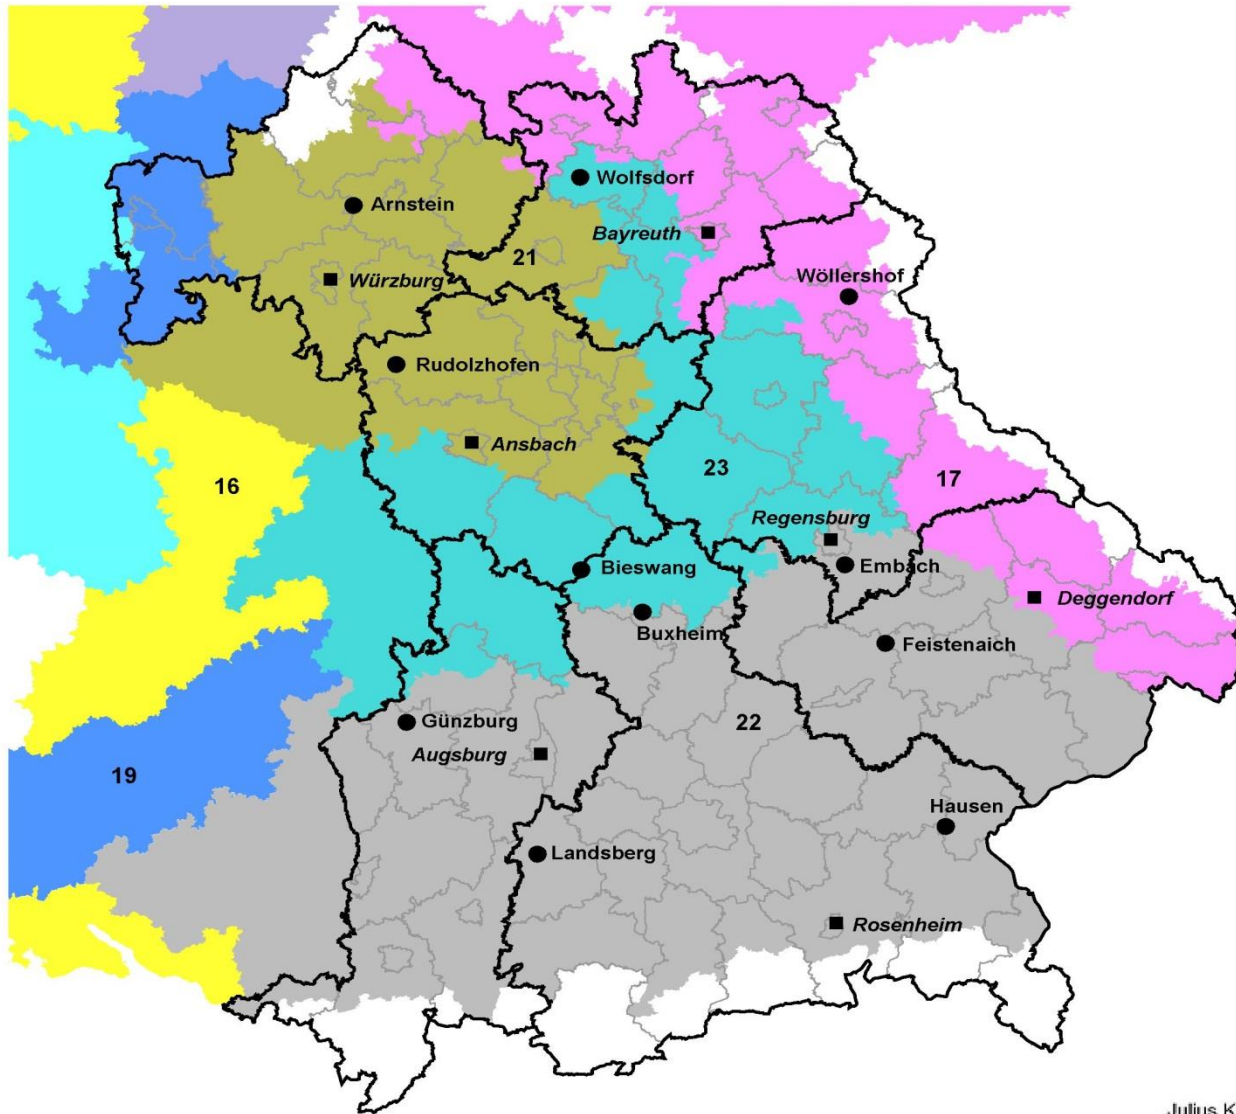 Wolfsdorf
Arnstein
Bayreuth
21
Wöllershof
Würzburg
Rudolzhofen
Ansbach
23
17
16
Regensburg
Embach
Bieswang
Deggendorf
Buxheim
Feistenaich
Günzburg
22
Augsburg
19
Hausen
Landsberg
Rosenheim
Julius K